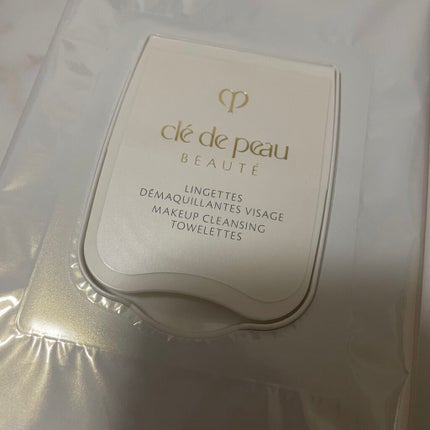 clé de peau
BEAUTÉ
LINGETTES
DÉMAQUILLANTES VISAGE
MAKEUP CLEANSING
TOWELETTES